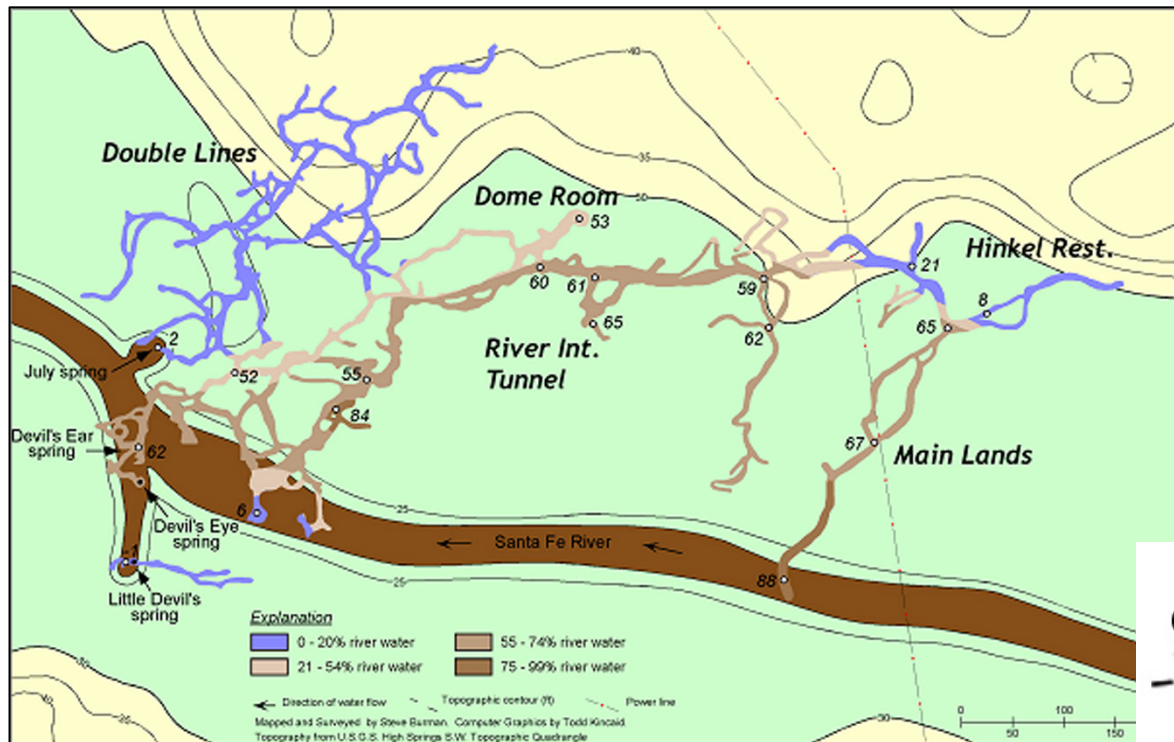 40
Double Lines
35
Dome Room
30
53
Hinkel Rest.
21
60
61
59
8
2
65
62
65
River Int.
Tunnel
July spring
52
55
84
Devil's Ear
spring
62
67
Main Lands
6
25
Devil's Eye
spring
Santa Fe River
1
25
88
Little Devil's
spring
Explanation
0 - 20% river water
55 - 74% river water
21 - 54% river water
75 - 99% river water
Direction of water flow
Topographic contour (ft)
Power line
Mapped and Surveyed by Steve Burman. Computer Graphics by Todd Kincaid.
Topography from U.S.G.S. High Springs S.W. Topographic Quadrangle
30
25
30
0
100
50
150